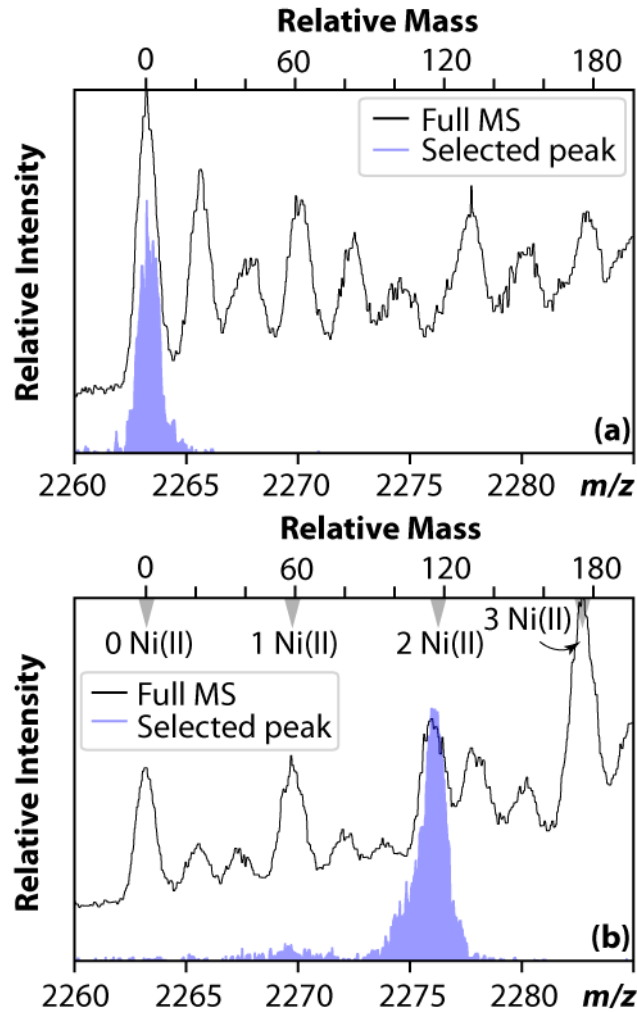 Relative Mass
0 60 120 180
Relative Intensity
Full MS
Selected peak
(a)
2260 2265 2270 2275 2280 m/z
Relative Mass
0 60 120 180
Relative Intensity
0 Ni(II) 1 Ni(II) 2 Ni(II) 3 Ni(II)
Full MS
Selected peak
(b)
2260 2265 2270 2275 2280 m/z